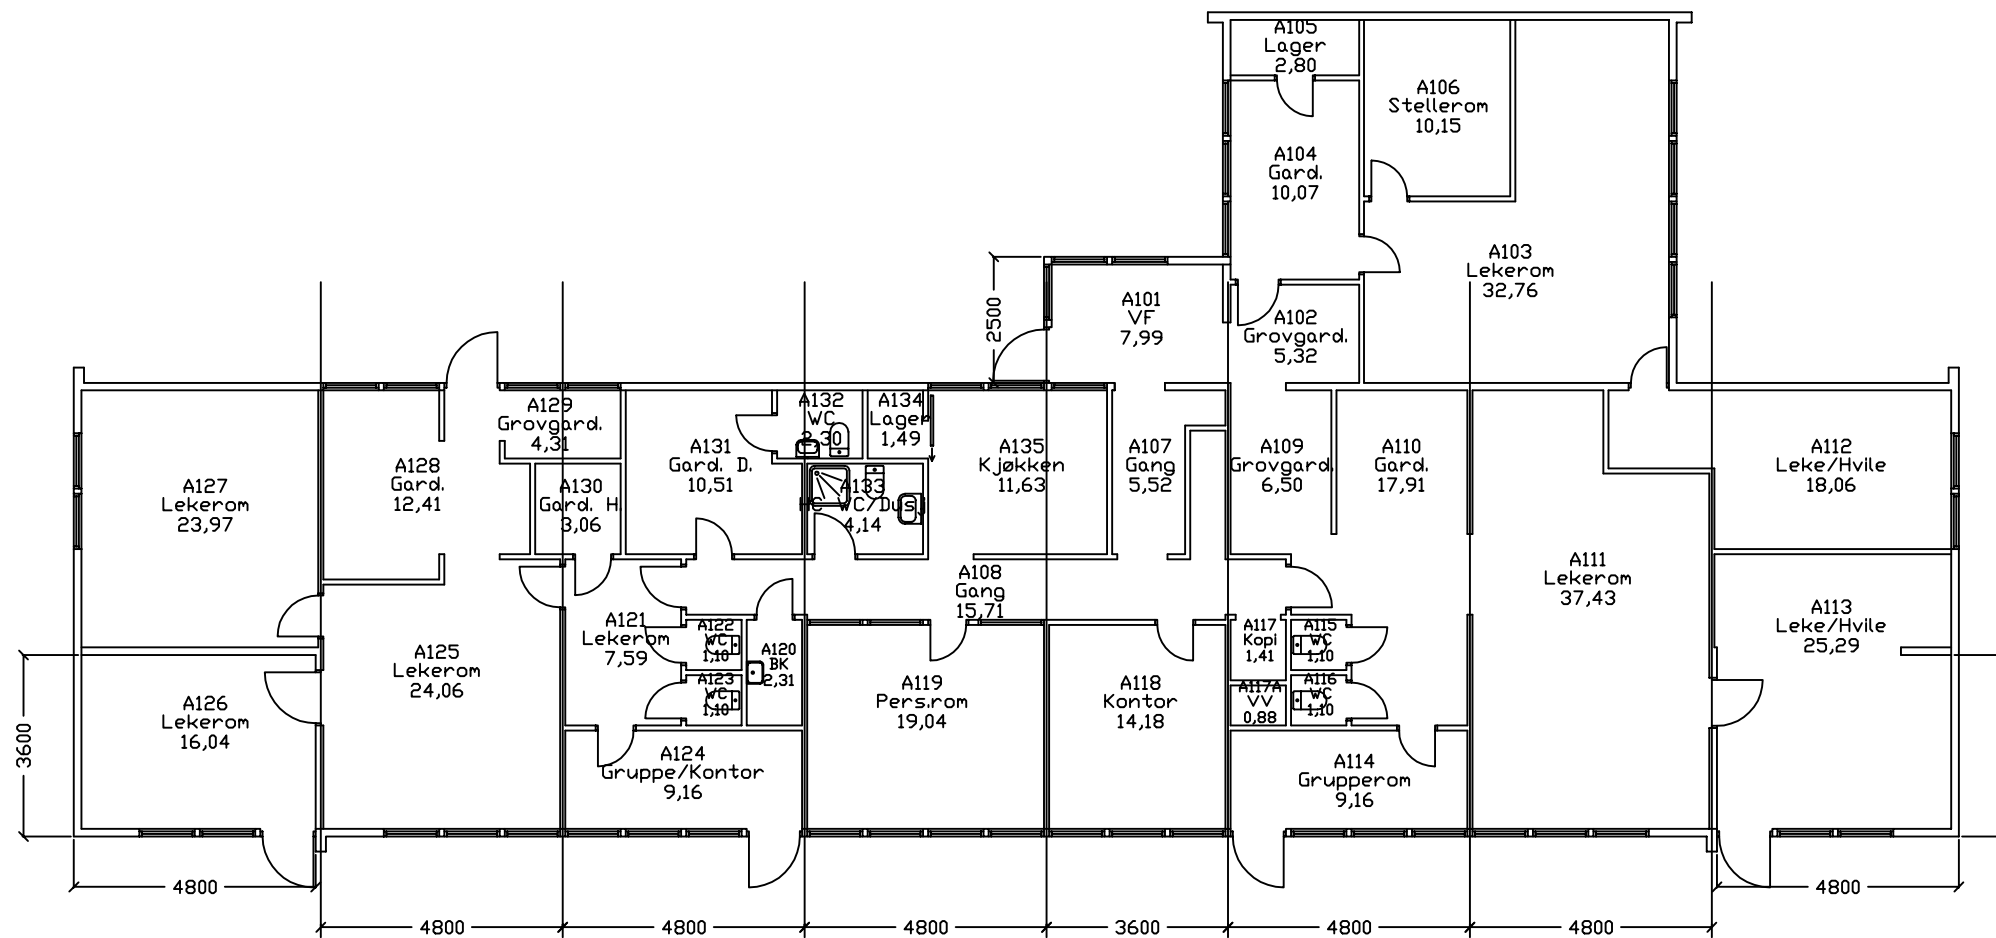 A105
Lager
2,80
A106
Stellerom
10,15
A104
Gard.
10,07
A103
Lekerom
32,76
2500
A101
VF
7,99
A102
Grovgard.
5,32
A127
Lekerom
23,97
A128
Gard.
12,41
A129
Grovgard.
4,31
A130
Gard. H.
3,06
A131
Gard. D.
10,51
A132
WC
2,30
A134
Lager
1,49
A133
HC WC/Dusj
4,14
A135
Kjøkken
11,63
A107
Gang
5,52
A109
Grovgard.
6,50
A110
Gard.
17,91
A112
Leke/Hvile
18,06
A111
Lekerom
37,43
A108
Gang
15,71
A113
Leke/Hvile
25,29
A121
Lekerom
7,59
A122
WC
1,10
A123
WC
1,10
A120
BK
2,31
A117
Kopi
1,41
A115
WC
1,10
A117A
VV
0,88
A116
WC
1,10
A125
Lekerom
24,06
A126
Lekerom
16,04
A119
Pers.rom
19,04
A118
Kontor
14,18
A124
Gruppe/Kontor
9,16
A114
Grupperom
9,16
3600
4800
4800
4800
4800
4800
3600
4800
4800